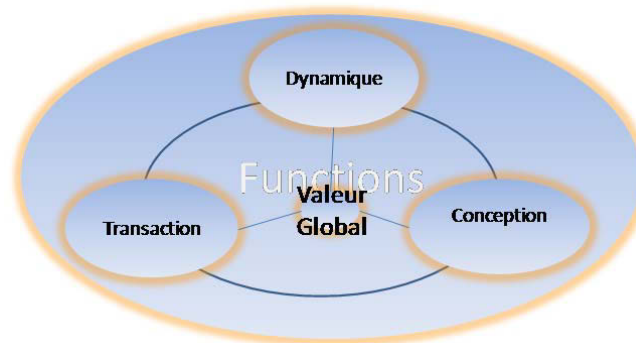 Dynamique
Functions
Valeur
Global
Transaction
Conception